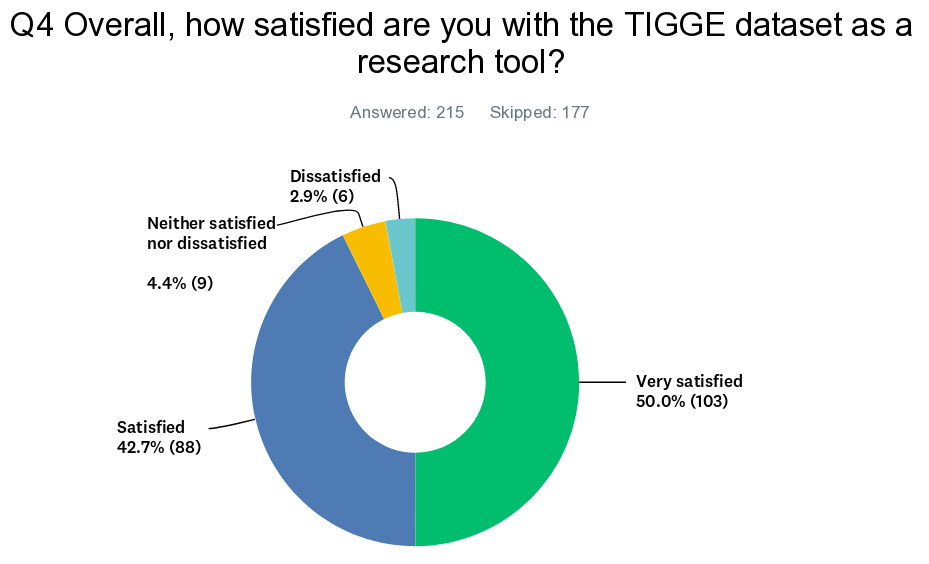 Q4 Overall, how satisfied are you with the TIGGE dataset as a
research tool?
Answered: 215 Skipped: 177
Dissatisfied
2.9% (6)
Neither satisfied
nor dissatisfied
4.4% (9)
Very satisfied
50.0% (103)
Satisfied
42.7% (88)